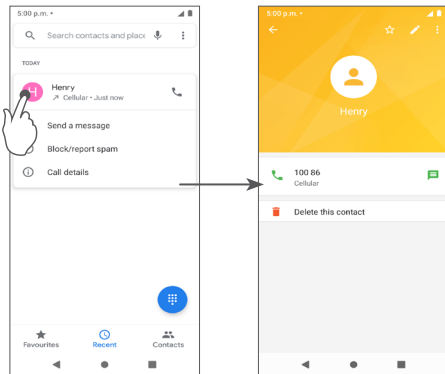 5:00 p.m. •
Search contacts and place
TODAY
H
Henry
Cellular • Just now
Send a message
Block/report spam
Call details
Favourites
Recent
Contacts
5:00 p.m. •
Henry
100 86
Cellular
Delete this contact